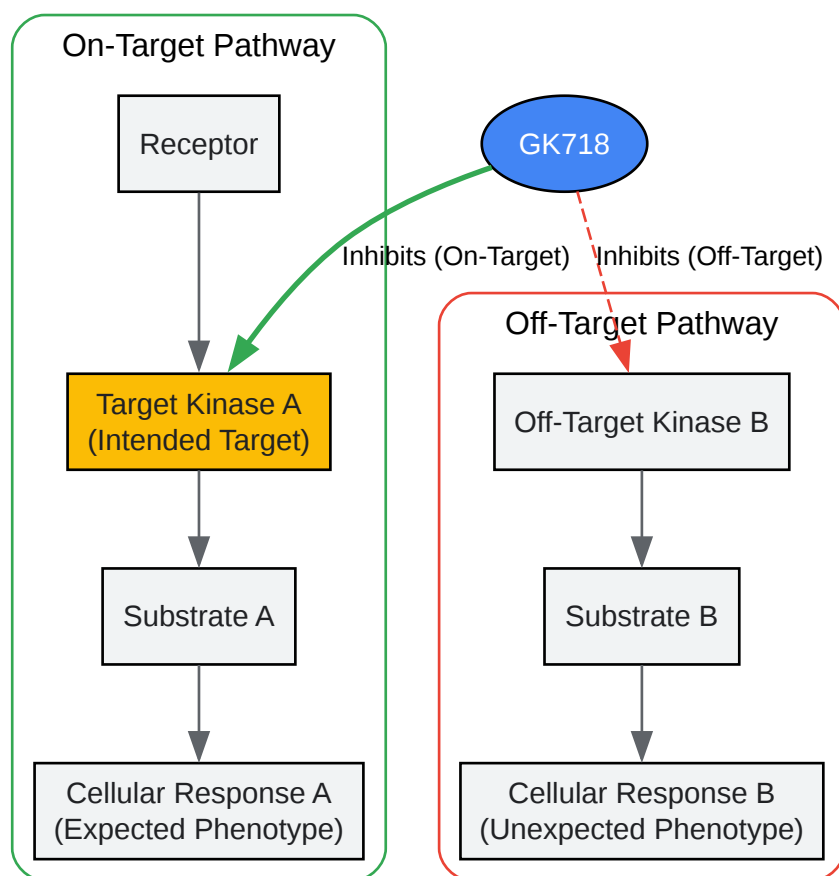 On-Target Pathway
Receptor
GK718
Inhibits (On-Target)
Inhibits (Off-Target)
Off-Target Pathway
Target Kinase A
(Intended Target)
Off-Target Kinase B
Substrate A
Substrate B
Cellular Response A
(Expected Phenotype)
Cellular Response B
(Unexpected Phenotype)